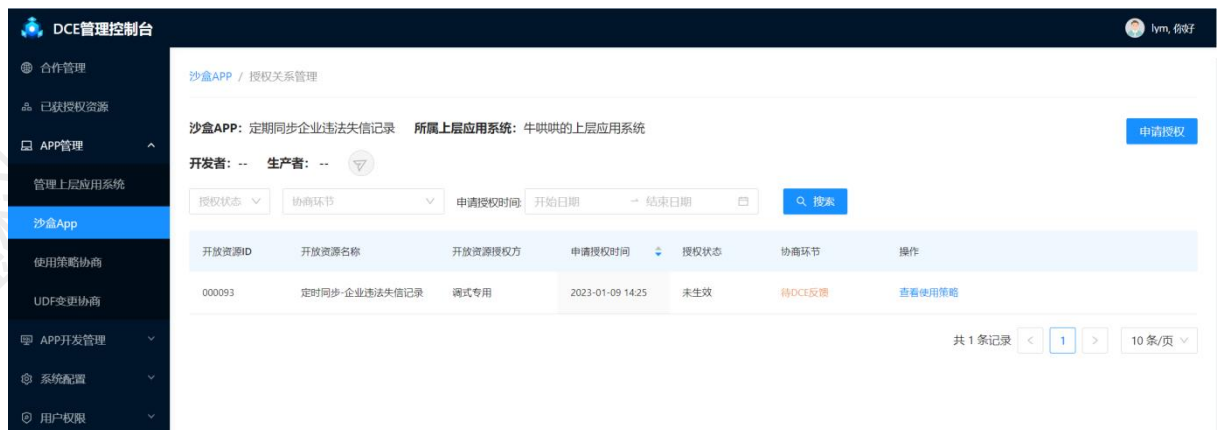 DCE管理控制台
lym, 你好
合作管理
已获授权资源
APP管理
管理上层应用系统
沙盒App
使用策略协商
UDF变更协商
APP开发管理
系统配置
用户权限
沙盒APP / 授权关系管理
沙盒APP：定期同步企业违法失信记录 所属上层应用系统：牛哄哄的上层应用系统
申请授权
开发者：-- 生产者：--
授权状态 协商环节 申请授权时间: 开始日期 → 结束日期 搜索
开放资源ID 开放资源名称 开放资源授权方 申请授权时间 授权状态 协商环节 操作
000093 定时同步-企业违法失信记录 调式专用 2023-01-09 14:25 未生效 待DCE反馈 查看使用策略
共 1 条记录 < 1 > 10 条/页